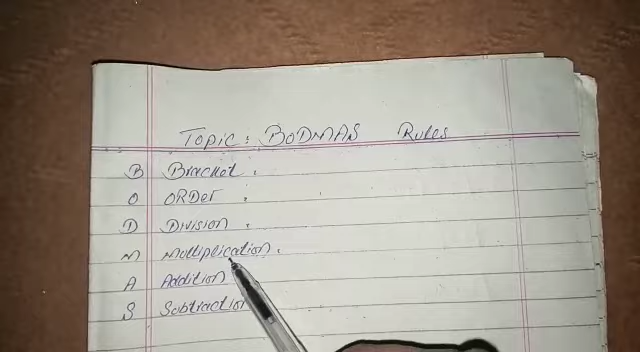 Topic: BODMAS Rules
B Bracket.
O ORDer.
D Division.
M Multiplication.
A Addition
S Subtraction